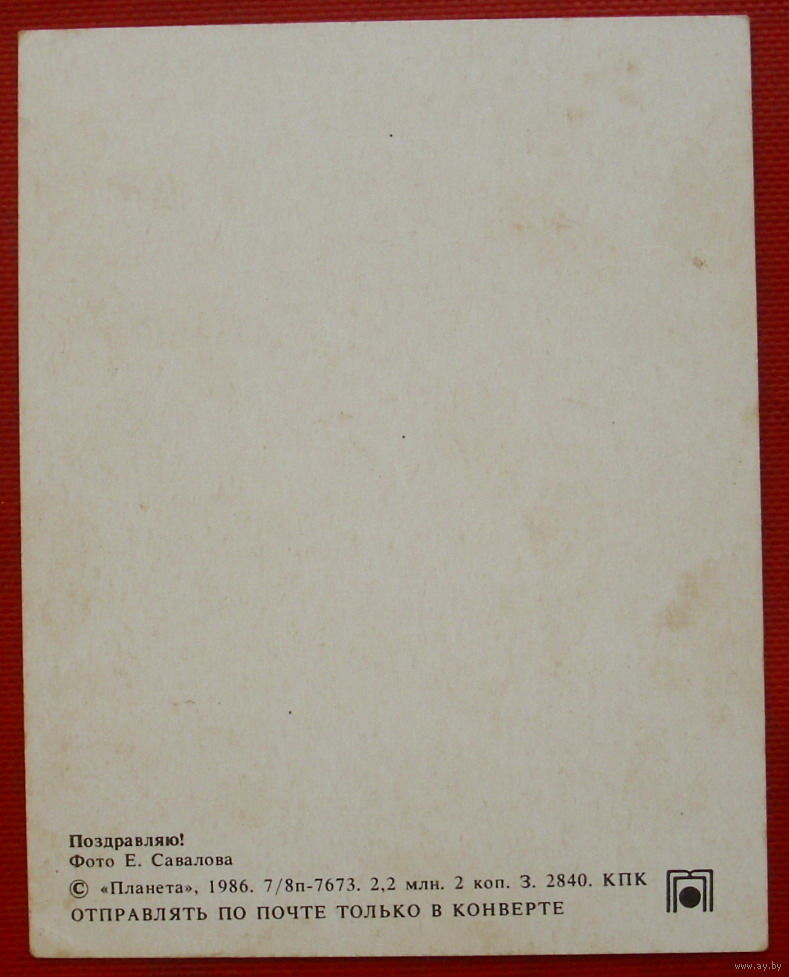 Поздравляю!
Фото Е. Савалова
© «Планета», 1986. 7/8п-7673. 2,2 млн. 2 коп. З. 2840. КПК
ОТПРАВЛЯТЬ ПО ПОЧТЕ ТОЛЬКО В КОНВЕРТЕ
www.ay.by